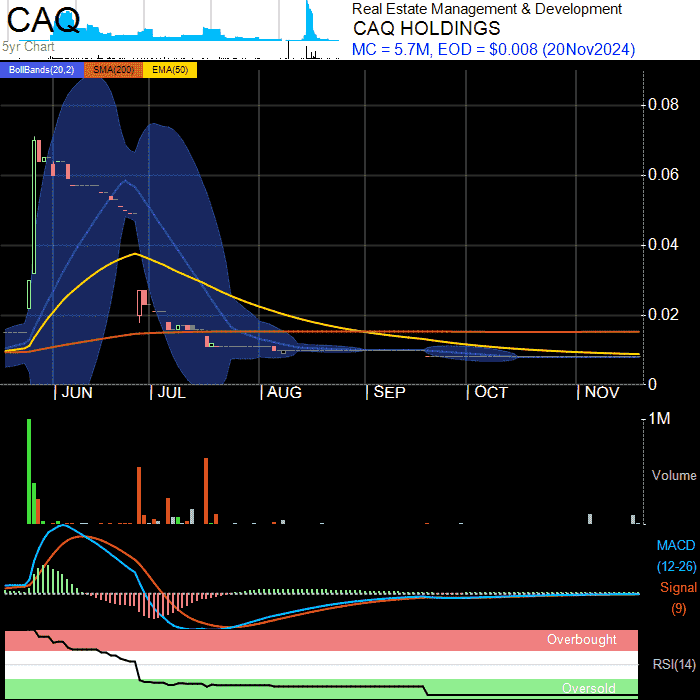 CAQ
5yr Chart
Real Estate Management & Development
CAQ HOLDINGS
MC = 5.7M, EOD = $0.008 (20Nov2024)
BollBands(20,2) SMA(200) EMA(50)
0.08
0.06
0.04
0.02
0
JUN JUL AUG SEP OCT NOV
1M
Volume
MACD
(12-26)
Signal
(9)
Overbought
RSI(14)
Oversold